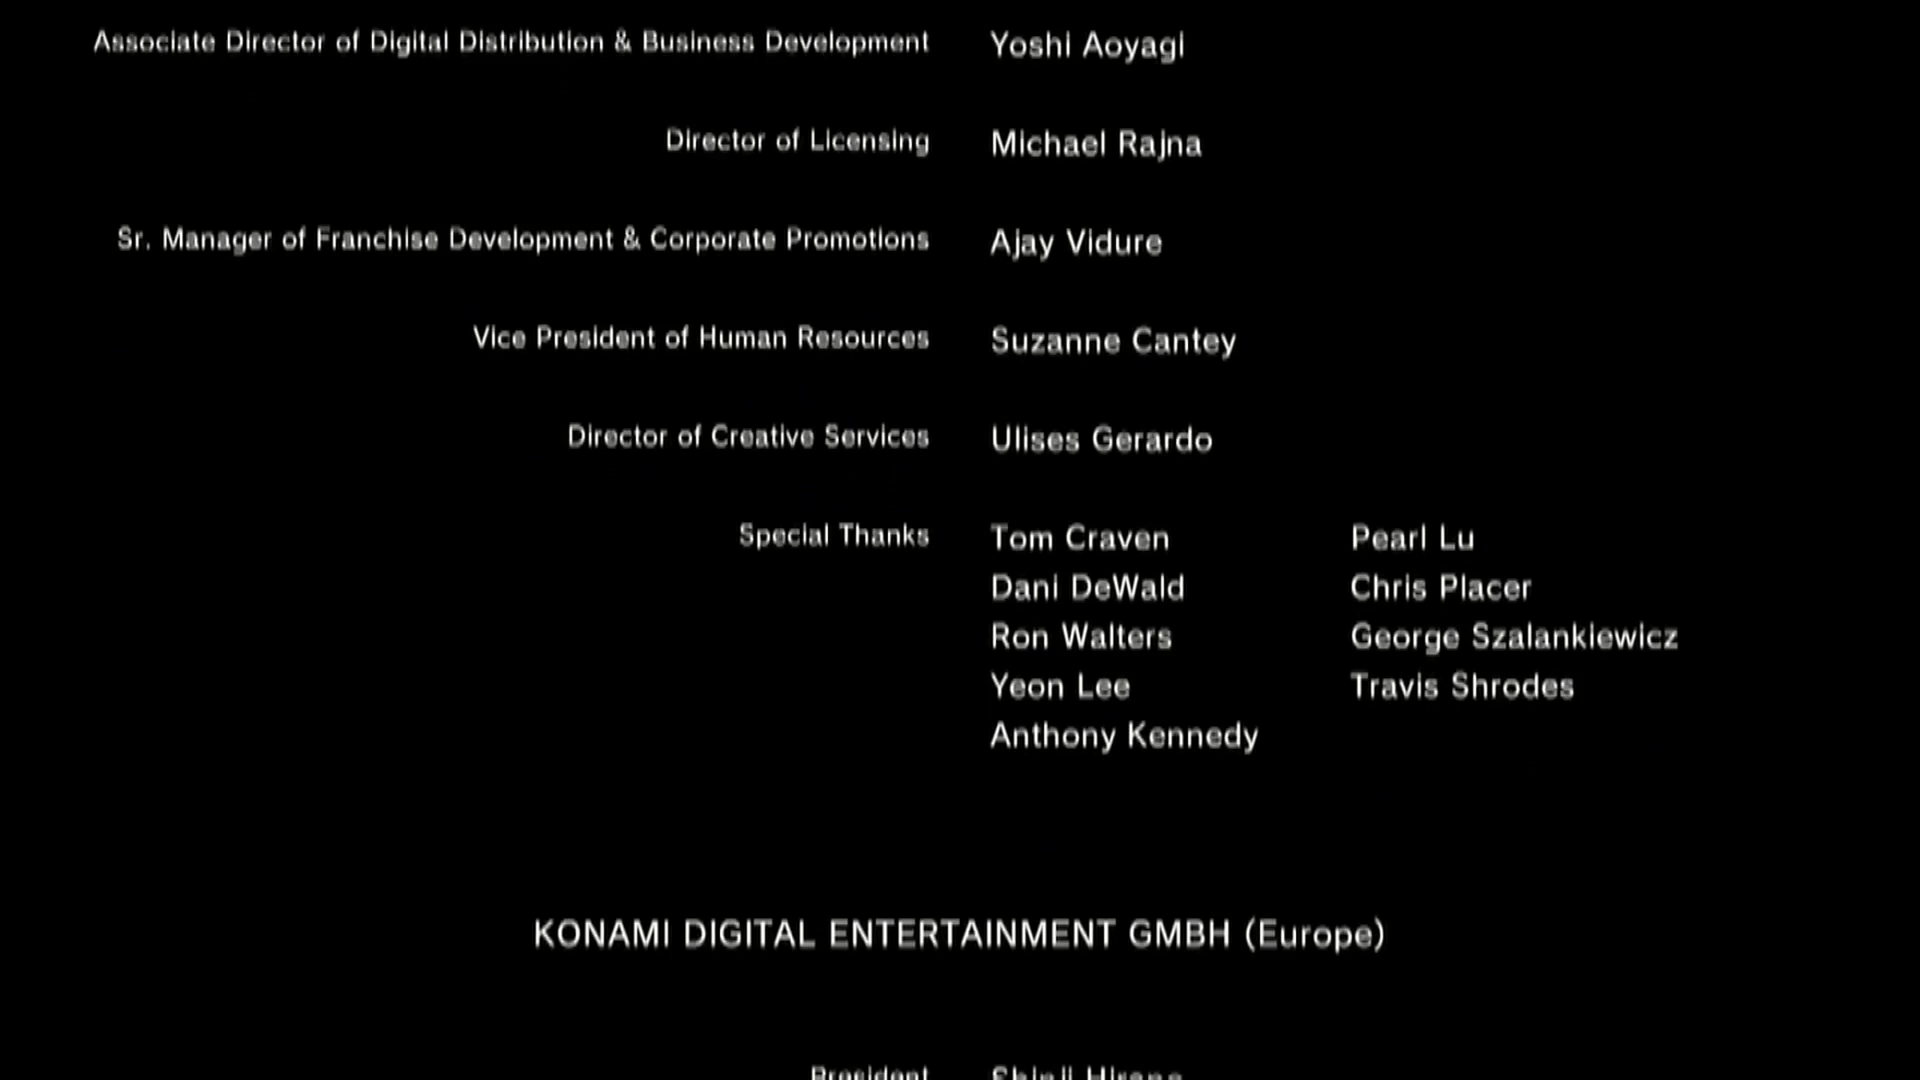 Associate Director of Digital Distribution & Business Development Yoshi Aoyagi
Director of Licensing Michael Rajna
Sr. Manager of Franchise Development & Corporate Promotions Ajay Vidure
Vice President of Human Resources Suzanne Cantey
Director of Creative Services Ulises Gerardo
Special Thanks Tom Craven Pearl Lu
Dani DeWald Chris Placer
Ron Walters George Szalankiewicz
Yeon Lee Travis Shrodes
Anthony Kennedy
KONAMI DIGITAL ENTERTAINMENT GMBH (Europe)
President Shinji Hirano